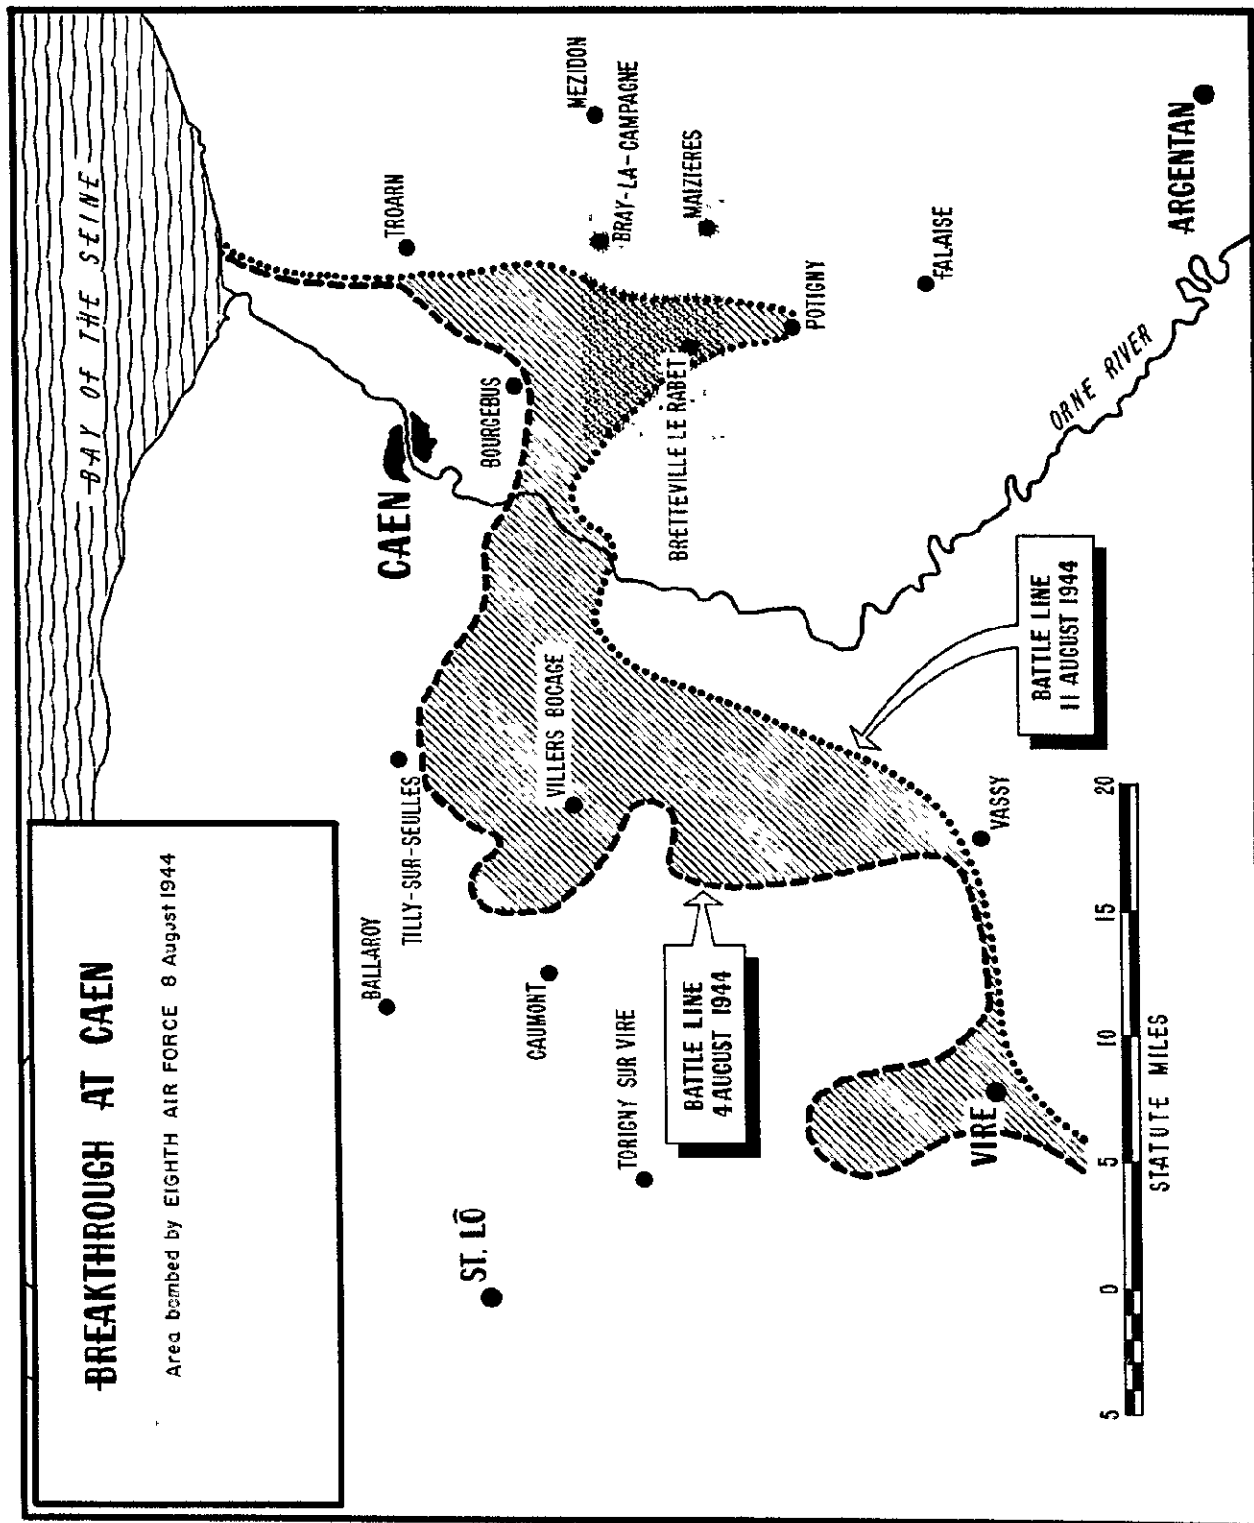 BREAKTHROUGH AT CAEN
Area bombed by EIGHTH AIR FORCE 8 August 1944
BAY OF THE SEINE
TROARN
MEZIDON
BRAY-LA-CAMPAGNE
MAIZIERES
CAEN
BOURGEBUS
BRETTEVILLE LE RABET
POTIGNY
FALAISE
ARGENTAN
ORNE RIVER
BALLAROY
TILLY-SUR-SEULLES
VILLERS BOCAGE
CAUMONT
ST. LÔ
TORIGNY SUR VIRE
BATTLE LINE
4 AUGUST 1944
BATTLE LINE
11 AUGUST 1944
VASSY
VIRE
5 0 5 10 15 20
STATUTE MILES